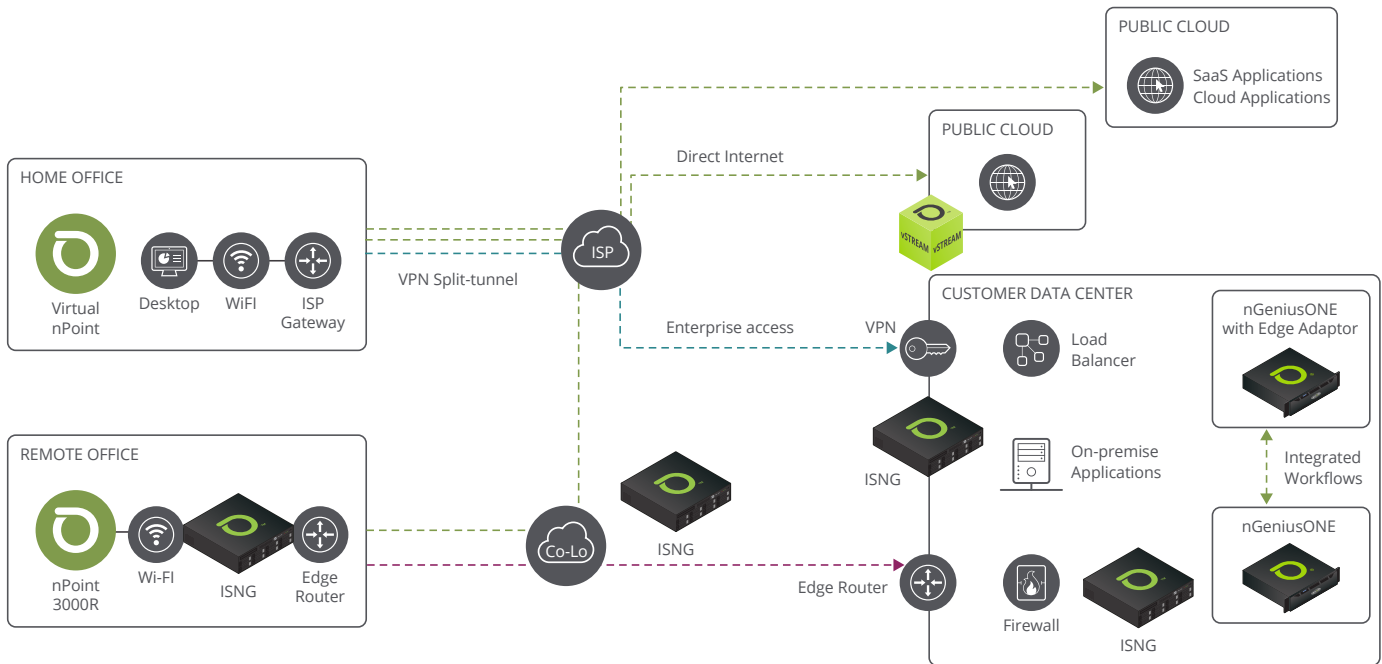 PUBLIC CLOUD
SaaS Applications
Cloud Applications
PUBLIC CLOUD
Direct Internet
HOME OFFICE
Virtual
nPoint
Desktop
WiFI
ISP
Gateway
VPN Split-tunnel
ISP
vSTREAM
vSTREAM
CUSTOMER DATA CENTER
Enterprise access
VPN
Load
Balancer
nGeniusONE
with Edge Adaptor
ISNG
On-premise
Applications
Integrated
Workflows
REMOTE OFFICE
nPoint
3000R
Wi-FI
ISNG
Edge
Router
Co-Lo
ISNG
Edge Router
Firewall
ISNG
nGeniusONE